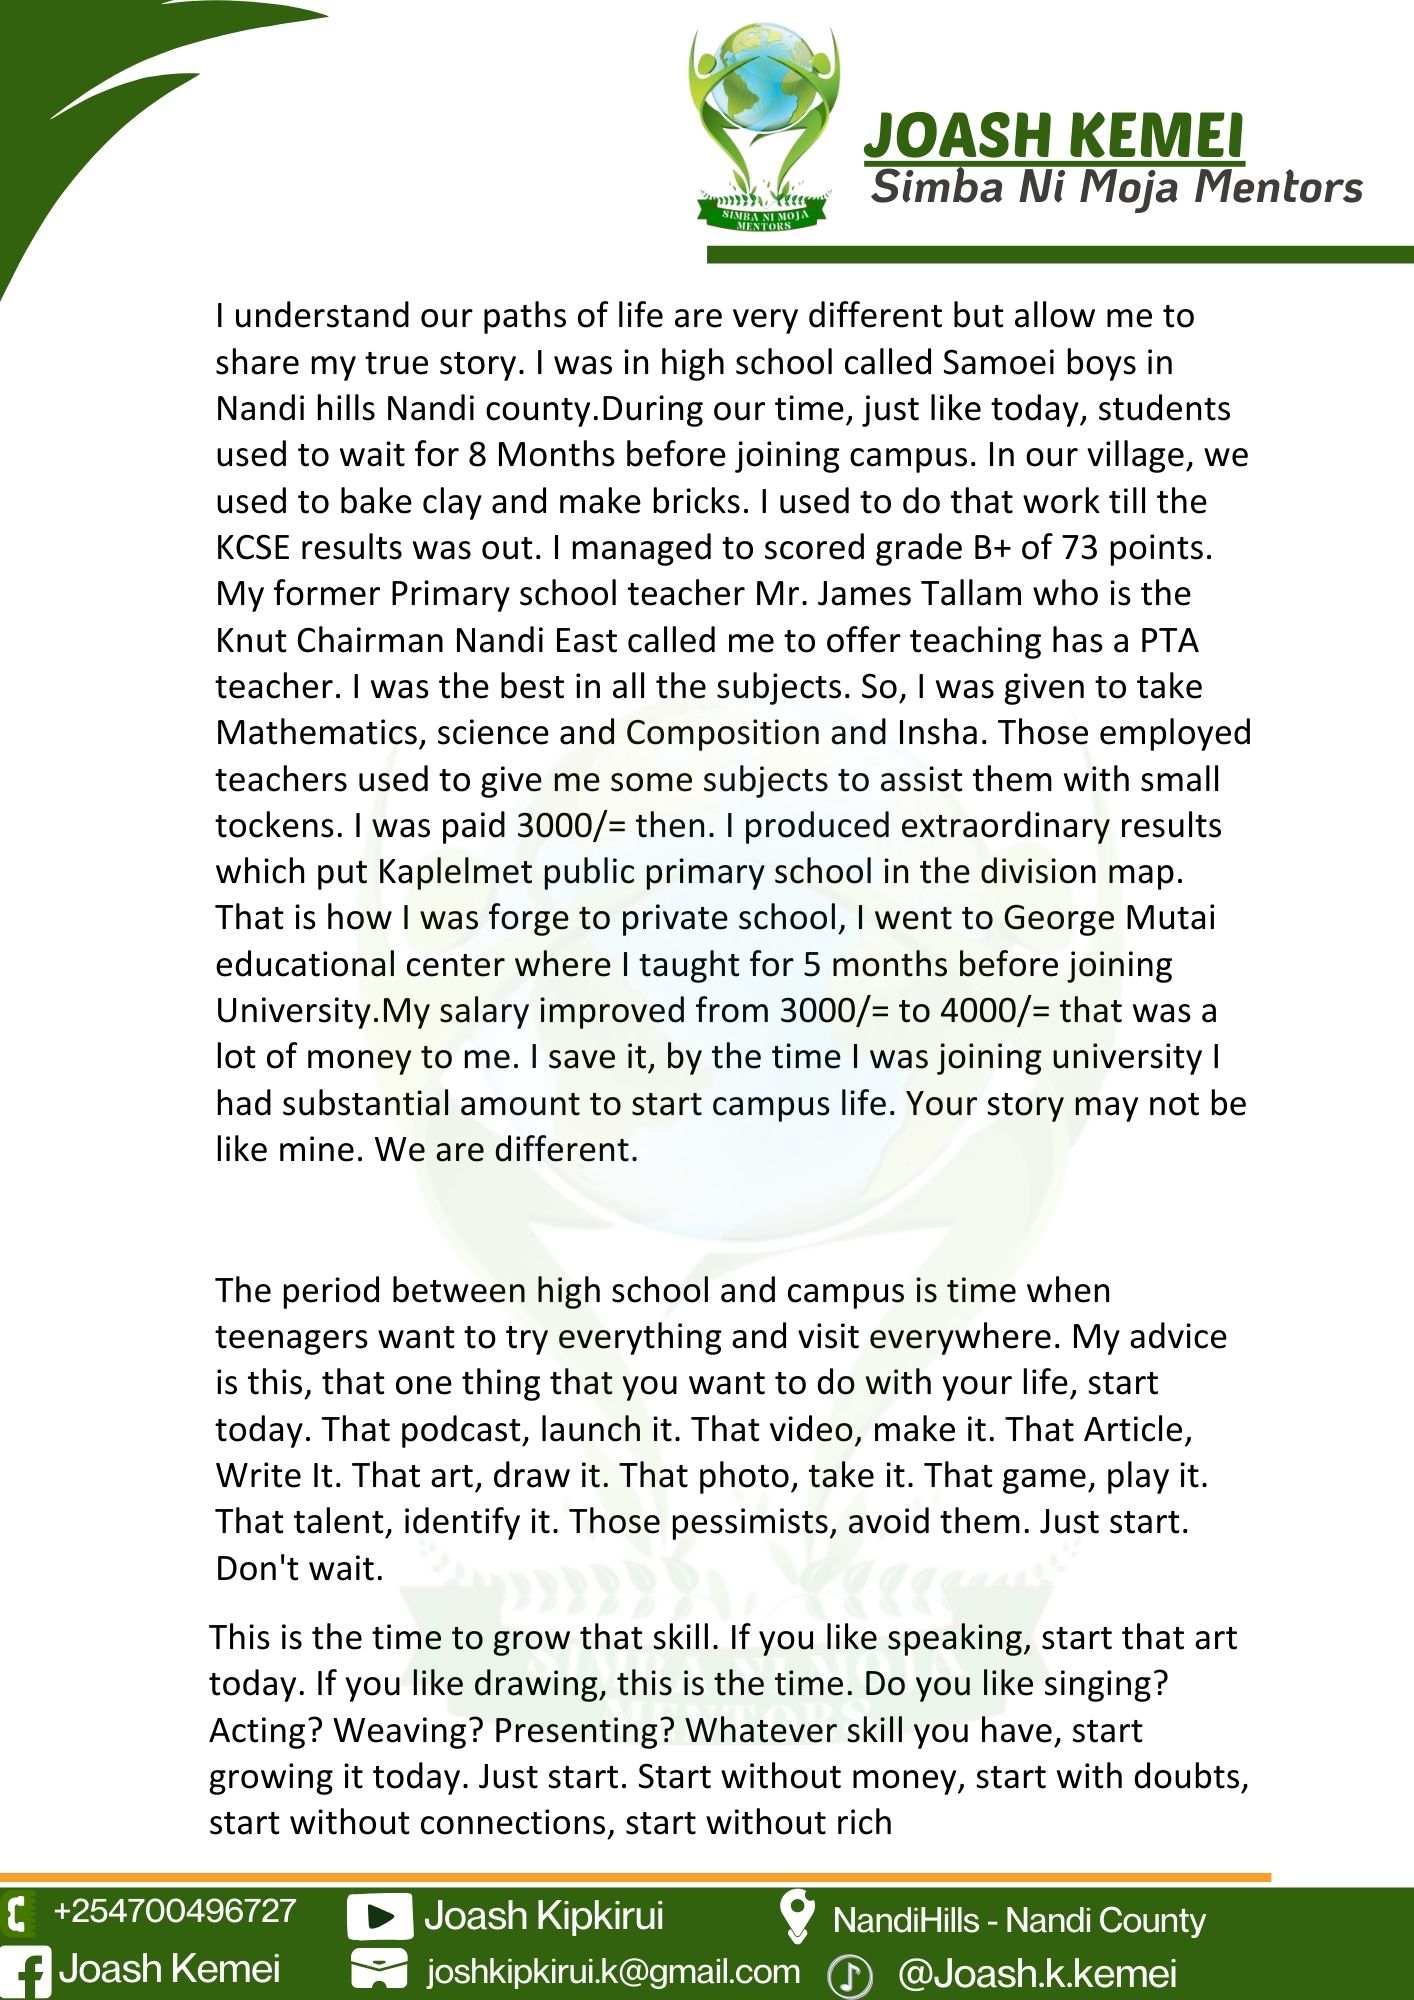 SIMBA NI MOJA
MENTORS
JOASH KEMEI
Simba Ni Moja Mentors
I understand our paths of life are very different but allow me to
share my true story. I was in high school called Samoei boys in
Nandi hills Nandi county.During our time, just like today, students
used to wait for 8 Months before joining campus. In our village, we
used to bake clay and make bricks. I used to do that work till the
KCSE results was out. I managed to scored grade B+ of 73 points.
My former Primary school teacher Mr. James Tallam who is the
Knut Chairman Nandi East called me to offer teaching has a PTA
teacher. I was the best in all the subjects. So, I was given to take
Mathematics, science and Composition and Insha. Those employed
teachers used to give me some subjects to assist them with small
tockens. I was paid 3000/= then. I produced extraordinary results
which put Kaplelmet public primary school in the division map.
That is how I was forge to private school, I went to George Mutai
educational center where I taught for 5 months before joining
University.My salary improved from 3000/= to 4000/= that was a
lot of money to me. I save it, by the time I was joining university I
had substantial amount to start campus life. Your story may not be
like mine. We are different.
The period between high school and campus is time when
teenagers want to try everything and visit everywhere. My advice
is this, that one thing that you want to do with your life, start
today. That podcast, launch it. That video, make it. That Article,
Write It. That art, draw it. That photo, take it. That game, play it.
That talent, identify it. Those pessimists, avoid them. Just start.
Don't wait.
This is the time to grow that skill. If you like speaking, start that art
today. If you like drawing, this is the time. Do you like singing?
Acting? Weaving? Presenting? Whatever skill you have, start
growing it today. Just start. Start without money, start with doubts,
start without connections, start without rich
SIMBA NI MOJA
MENTORS
+254700496727
Joash Kipkirui
NandiHills - Nandi County
Joash Kemei
joshkipkirui.k@gmail.com
@Joash.k.kemei